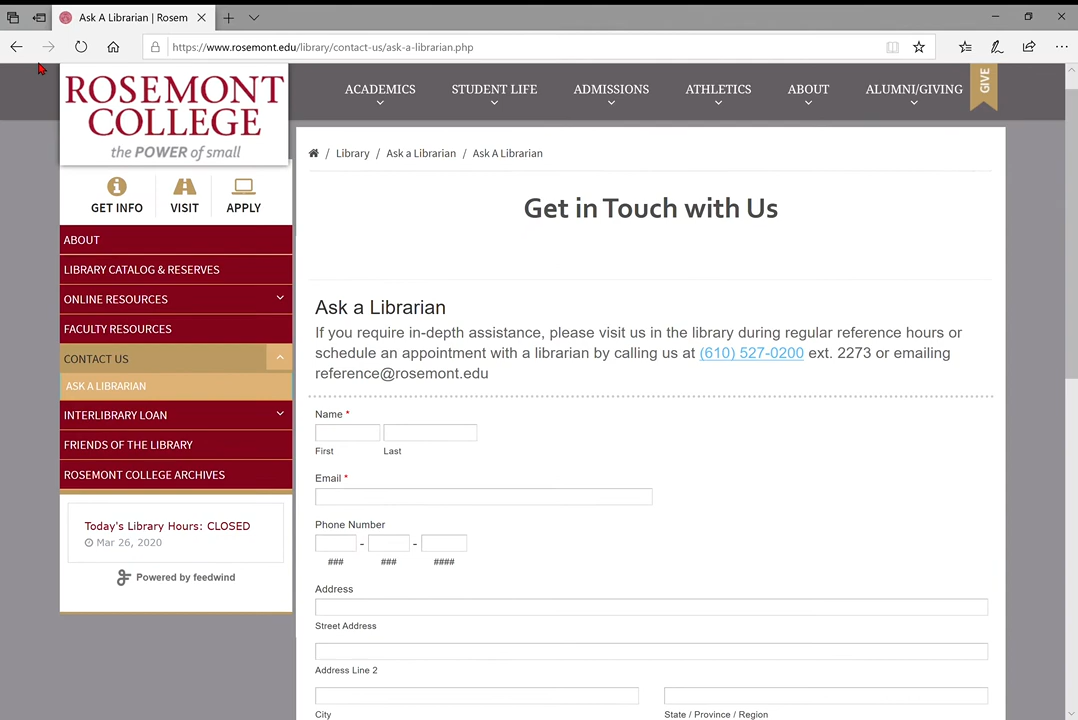 Ask A Librarian | Rosem
https://www.rosemont.edu/library/contact-us/ask-a-librarian.php
ROSEMONT
COLLEGE
the POWER of small
ACADEMICS
STUDENT LIFE
ADMISSIONS
ATHLETICS
ABOUT
ALUMNI/GIVING
GIVE
GET INFO
VISIT
APPLY
ABOUT
LIBRARY CATALOG & RESERVES
ONLINE RESOURCES
FACULTY RESOURCES
CONTACT US
ASK A LIBRARIAN
INTERLIBRARY LOAN
FRIENDS OF THE LIBRARY
ROSEMONT COLLEGE ARCHIVES
Today's Library Hours: CLOSED
Mar 26, 2020
Powered by feedwind
/ Library / Ask a Librarian / Ask A Librarian
Get in Touch with Us
Ask a Librarian
If you require in-depth assistance, please visit us in the library during regular reference hours or
schedule an appointment with a librarian by calling us at (610) 527-0200 ext. 2273 or emailing
reference@rosemont.edu
Name *
First Last
Email *
Phone Number
- -
### ### ####
Address
Street Address
Address Line 2
City State / Province / Region